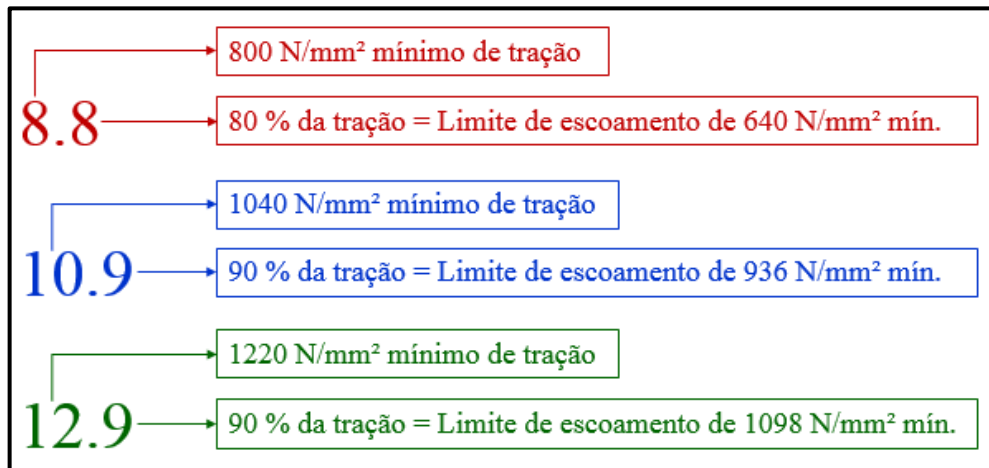 800 N/mm² mínimo de tração
8.8
80 % da tração = Limite de escoamento de 640 N/mm² mín.
1040 N/mm² mínimo de tração
10.9
90 % da tração = Limite de escoamento de 936 N/mm² mín.
1220 N/mm² mínimo de tração
12.9
90 % da tração = Limite de escoamento de 1098 N/mm² mín.